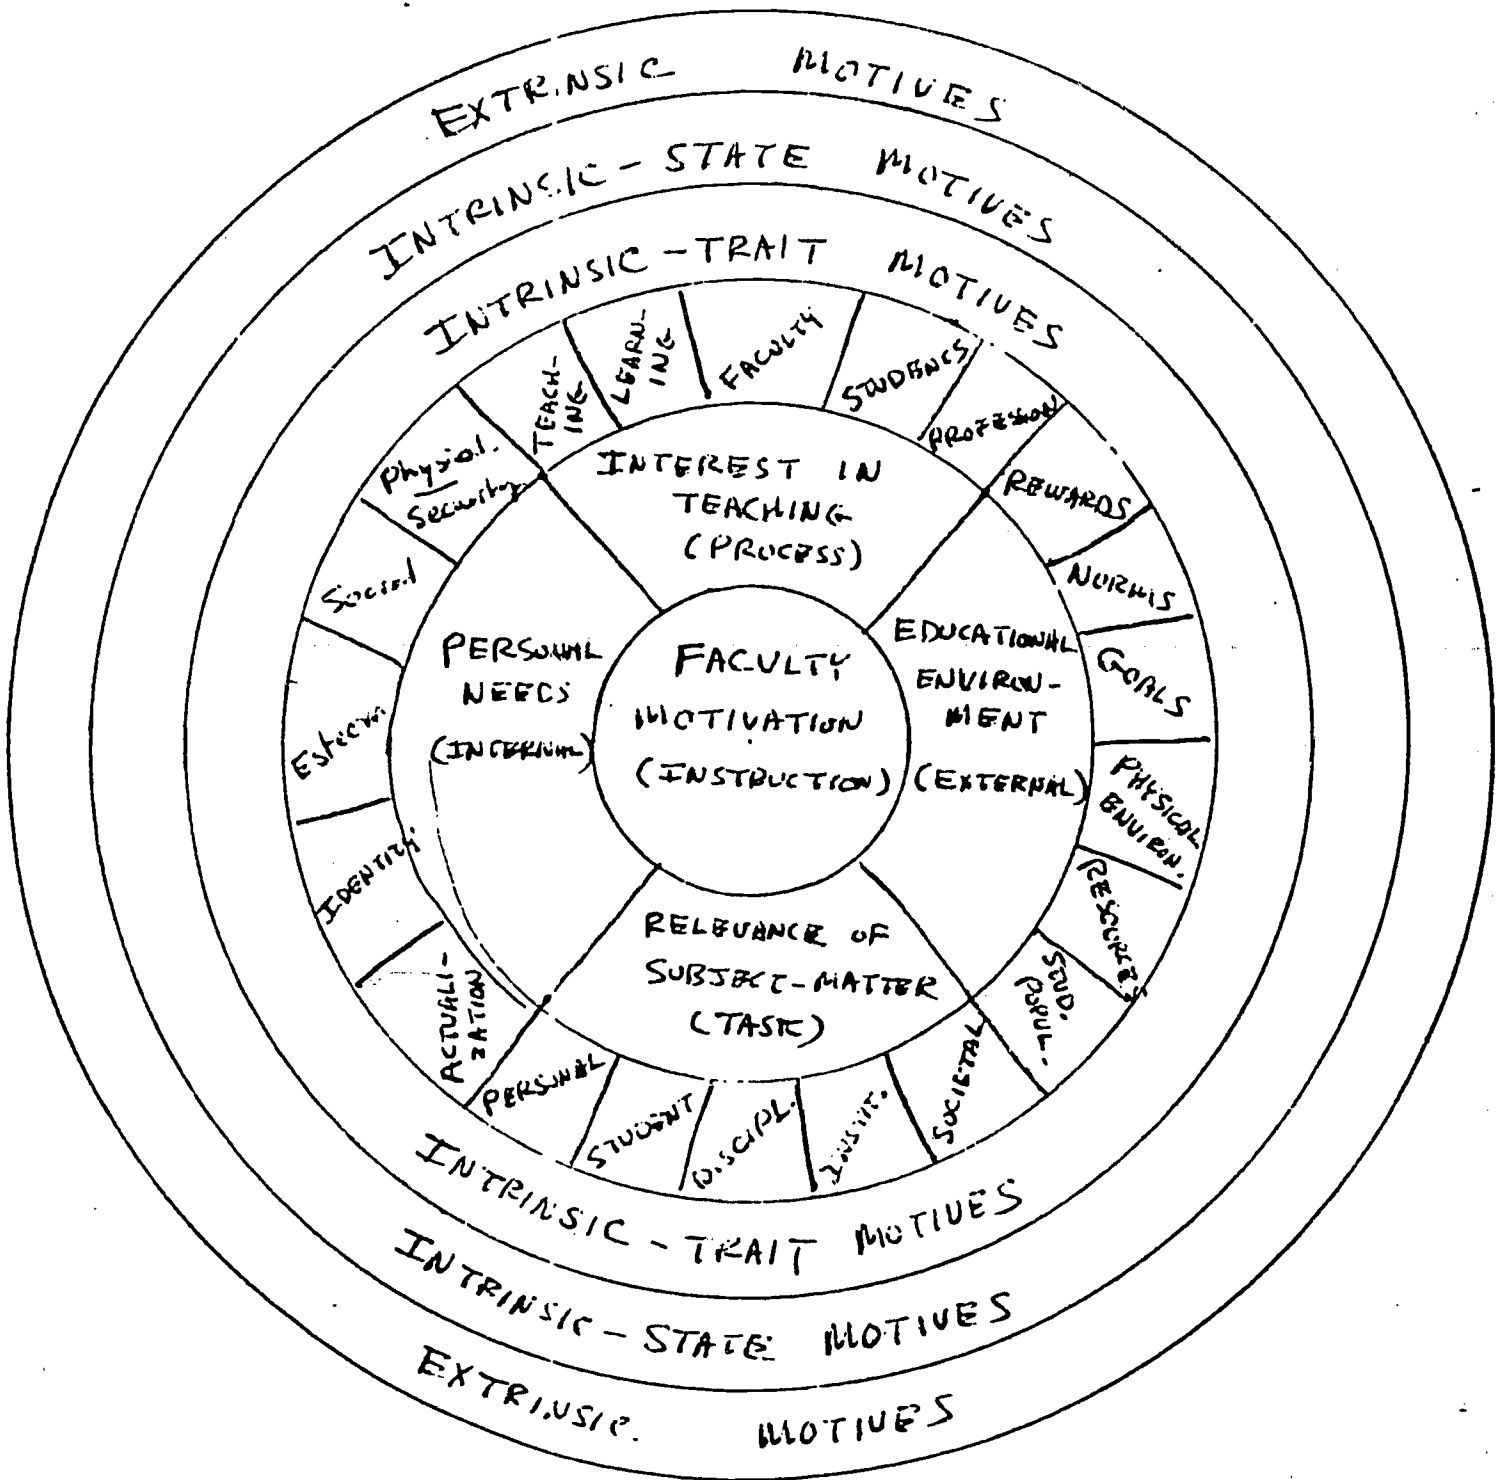 EXTRINSIC MOTIVES
INTRINSIC - STATE MOTIVES
INTRINSIC - TRAIT MOTIVES
TEACH-
ING
LEARN-
ING
FACULTY
STUDENTS
PROFESSION
Physiol.
Security
Social
Esteem
IDENTITY
ACTUALI-
ZATION
INTEREST IN
TEACHING
(PROCESS)
REWARDS
NORMS
GOALS
PHYSICAL
ENVIRON.
RESOURCES
STUD.
POPUL.
PERSONAL
NEEDS
(INTERNAL)
FACULTY
MOTIVATION
(INSTRUCTION)
EDUCATIONAL
ENVIRON-
MENT
(EXTERNAL)
RELEVANCE OF
SUBJECT-MATTER
(TASK)
PERSONAL
STUDENT
DISCIPL.
INSTIT.
SOCIETAL
INTRINSIC - TRAIT MOTIVES
INTRINSIC - STATE MOTIVES
EXTRINSIC MOTIVES